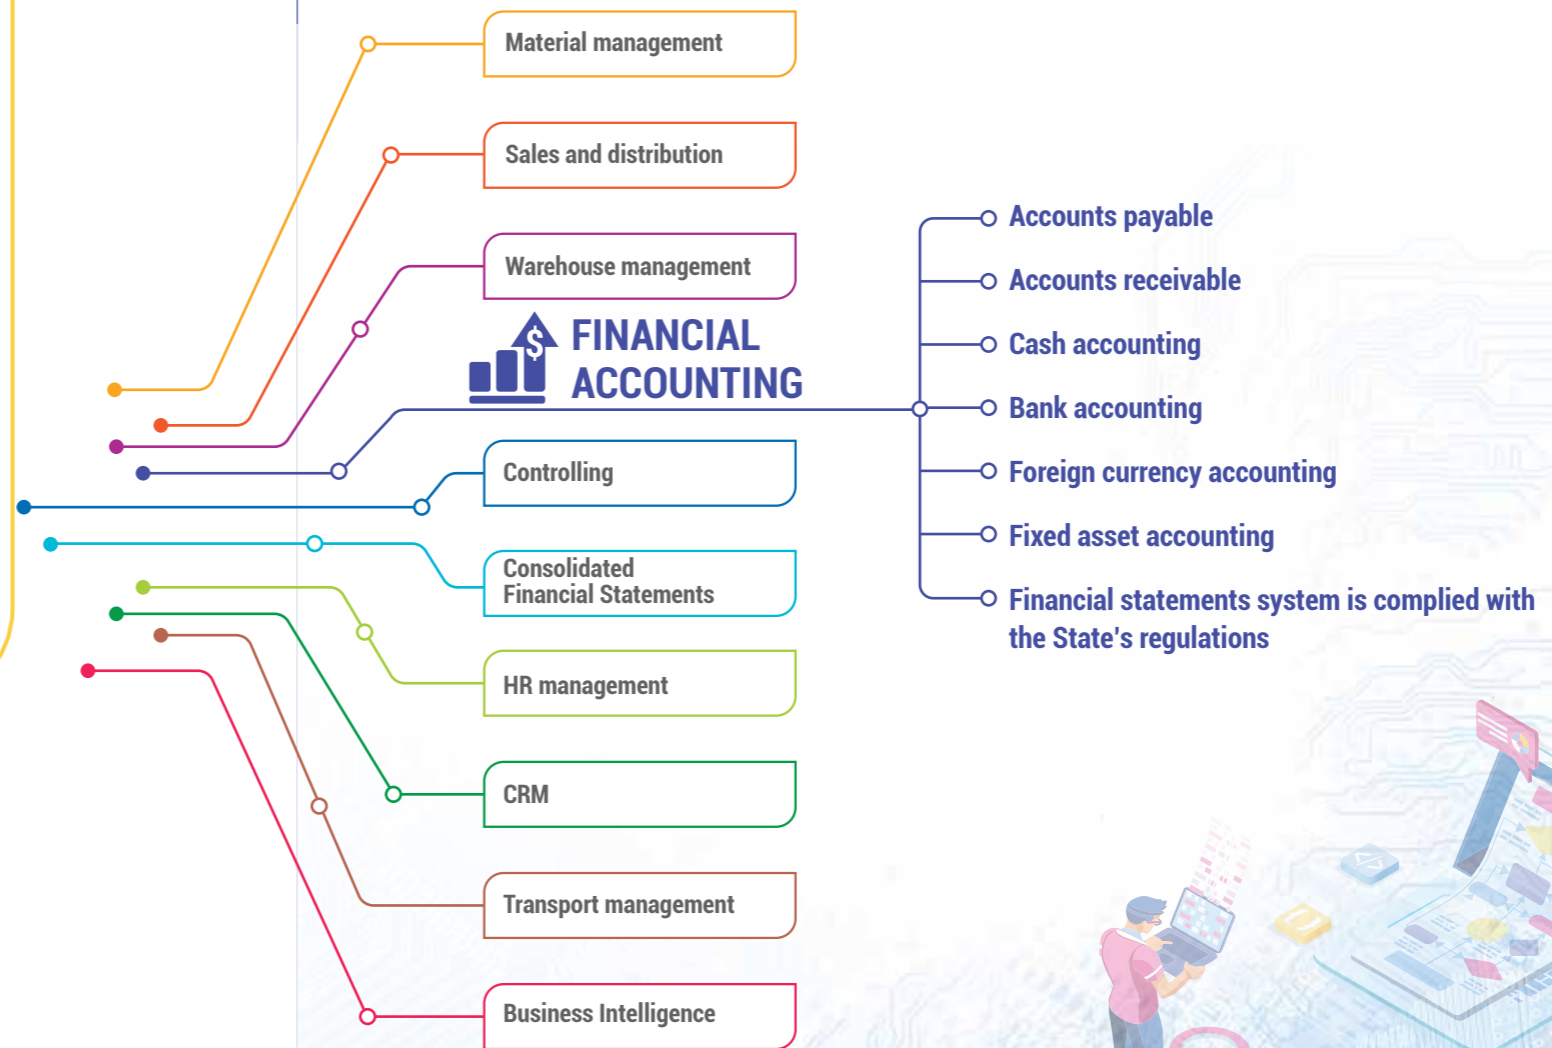 Material management
Sales and distribution
Warehouse management
$ FINANCIAL
ACCOUNTING
Controlling
Consolidated
Financial Statements
HR management
CRM
Transport management
Business Intelligence
Accounts payable
Accounts receivable
Cash accounting
Bank accounting
Foreign currency accounting
Fixed asset accounting
Financial statements system is complied with
the State's regulations